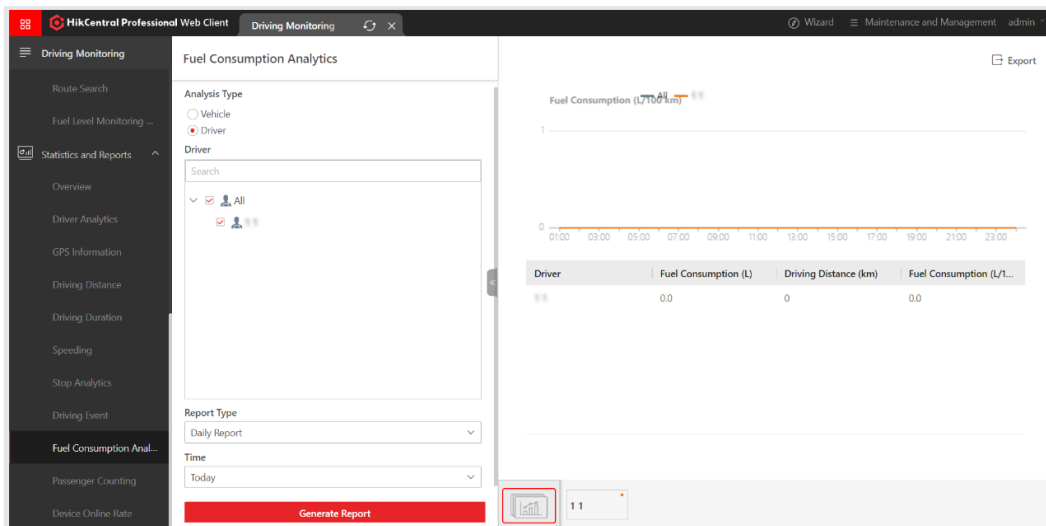 HikCentral Professional Web Client
Driving Monitoring
Wizard
Maintenance and Management
admin
Driving Monitoring
Route Search
Fuel Level Monitoring ...
Statistics and Reports
Overview
Driver Analytics
GPS Information
Driving Distance
Driving Duration
Speeding
Stop Analytics
Driving Event
Fuel Consumption Anal...
Passenger Counting
Device Online Rate
Fuel Consumption Analytics
Analysis Type
Vehicle
Driver
Driver
Search
All
Report Type
Daily Report
Time
Today
Generate Report
Export
Fuel Consumption (L/100 km)
All
1
0
01:00 03:00 05:00 07:00 09:00 11:00 13:00 15:00 17:00 19:00 21:00 23:00
Driver Fuel Consumption (L) Driving Distance (km) Fuel Consumption (L/1...
0.0 0 0.0
1 1